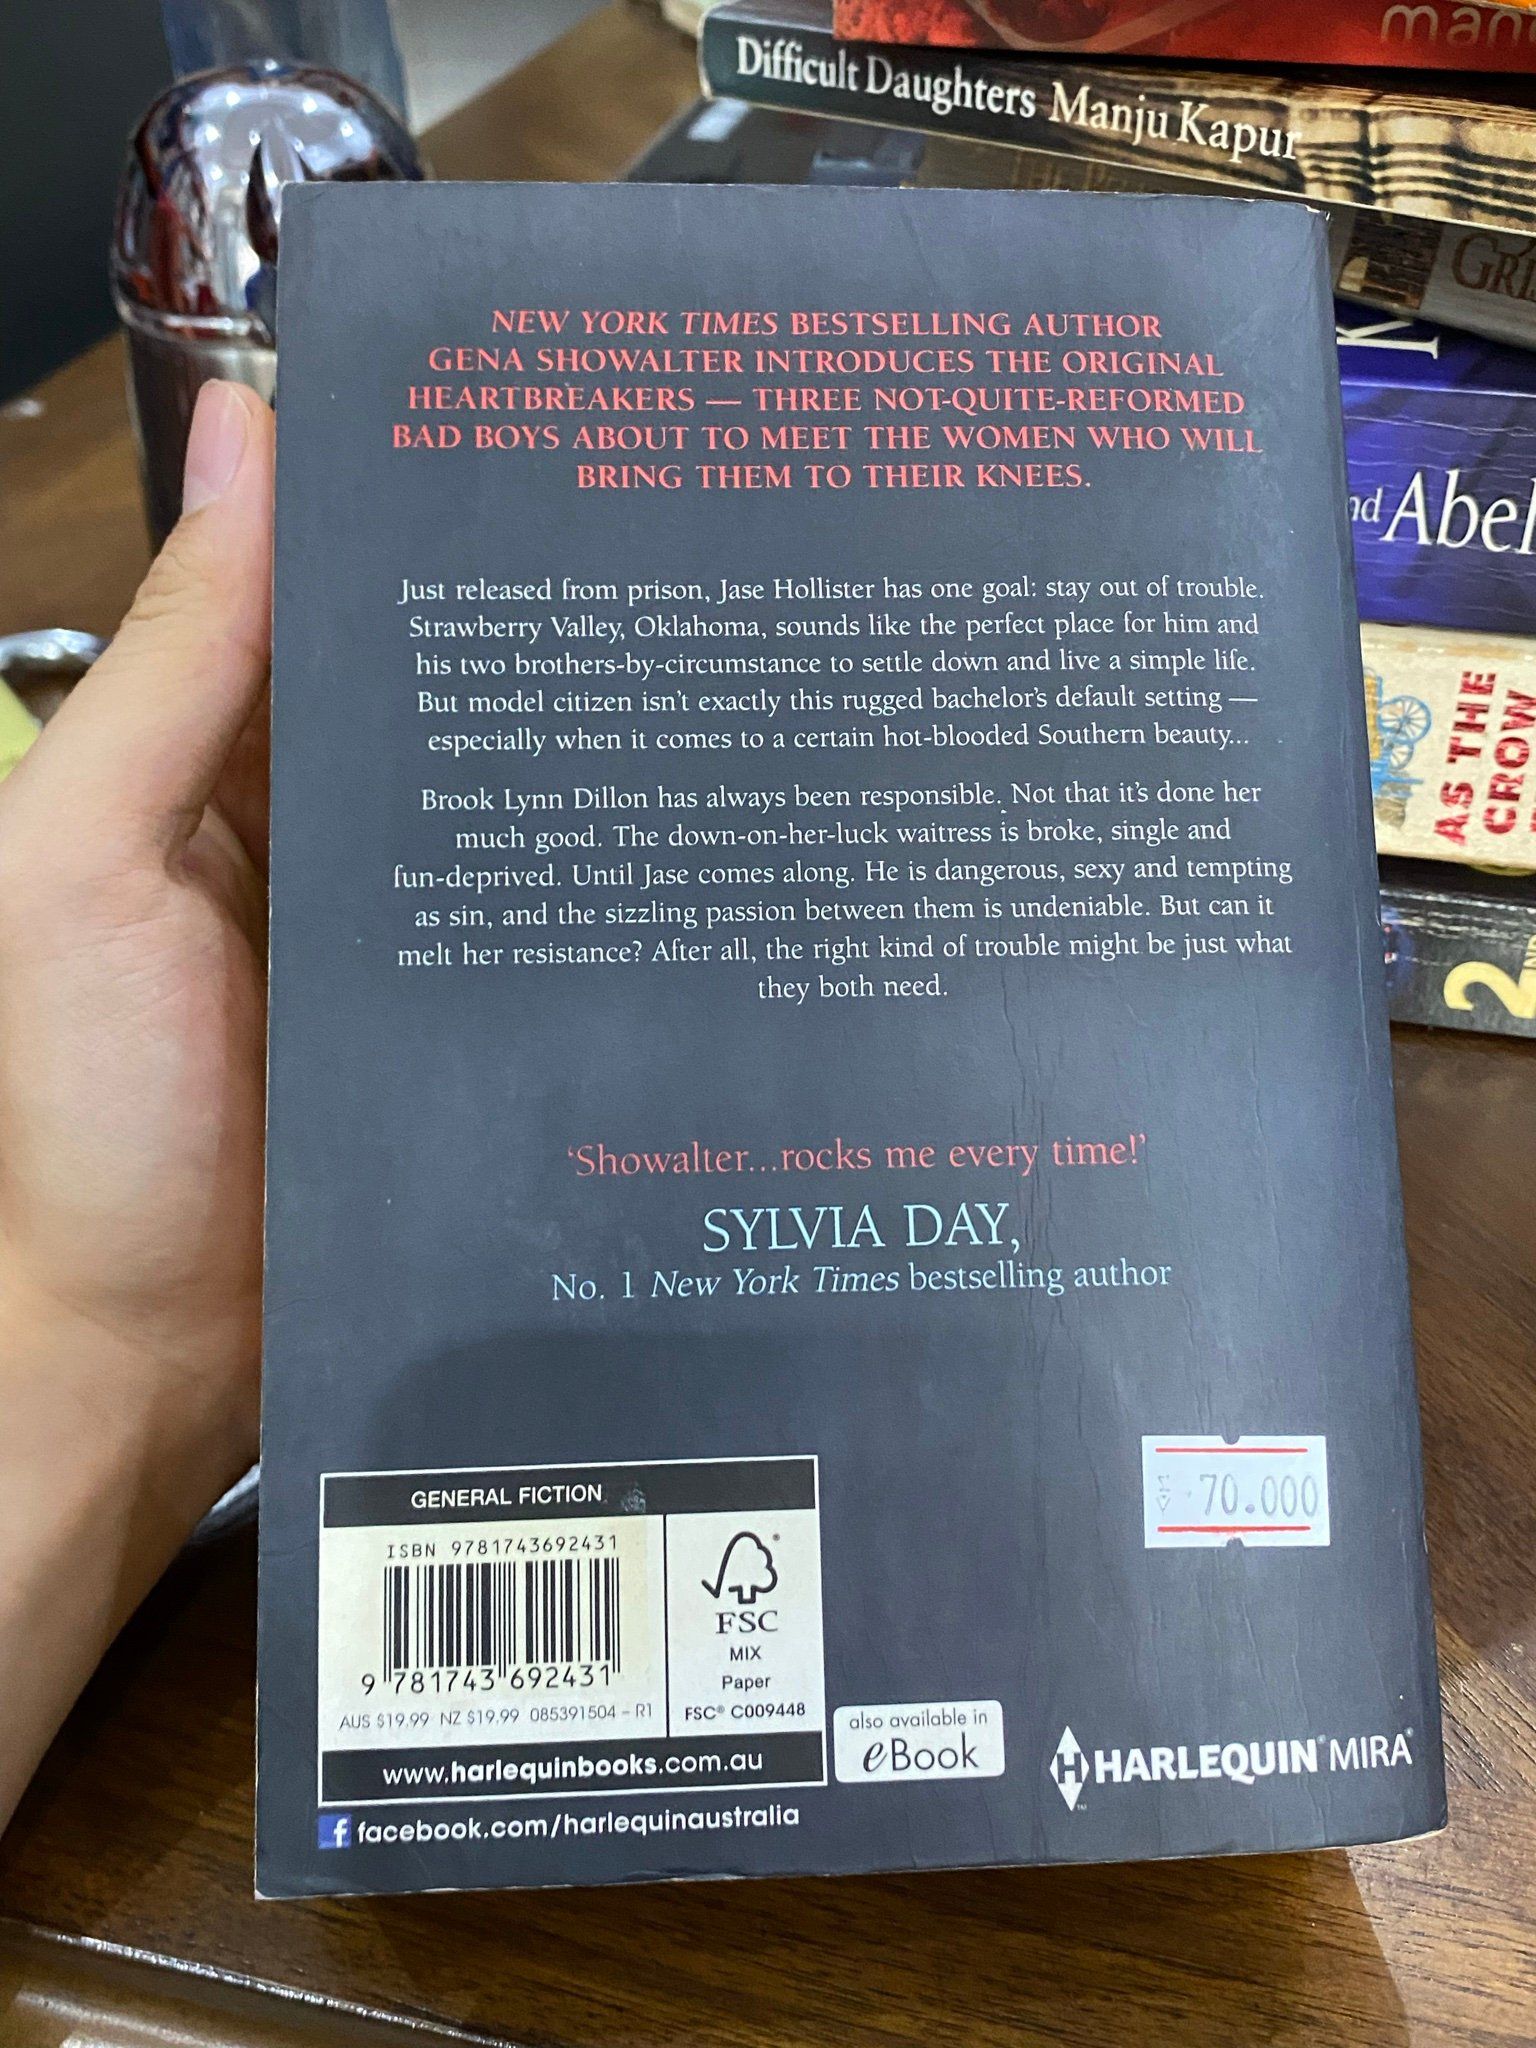 man
Difficult Daughters Manju Kapur
GRI
K
nd Abel
AS THE
CROW
2ND
NEW YORK TIMES BESTSELLING AUTHOR
GENA SHOWALTER INTRODUCES THE ORIGINAL
HEARTBREAKERS — THREE NOT-QUITE-REFORMED
BAD BOYS ABOUT TO MEET THE WOMEN WHO WILL
BRING THEM TO THEIR KNEES.
Just released from prison, Jase Hollister has one goal: stay out of trouble.
Strawberry Valley, Oklahoma, sounds like the perfect place for him and
his two brothers-by-circumstance to settle down and live a simple life.
But model citizen isn't exactly this rugged bachelor's default setting —
especially when it comes to a certain hot-blooded Southern beauty...
Brook Lynn Dillon has always been responsible. Not that it's done her
much good. The down-on-her-luck waitress is broke, single and
fun-deprived. Until Jase comes along. He is dangerous, sexy and tempting
as sin, and the sizzling passion between them is undeniable. But can it
melt her resistance? After all, the right kind of trouble might be just what
they both need.
'Showalter...rocks me every time!'
SYLVIA DAY,
No. 1 New York Times bestselling author
70.000
GENERAL FICTION
ISBN 9781743692431
9 781743 692431
AUS $19.99 NZ $19.99 085391504 – R1
FSC
MIX
Paper
FSC® C009448
www.harlequinbooks.com.au
facebook.com/harlequinaustralia
also available in
eBook
HARLEQUIN® MIRA®